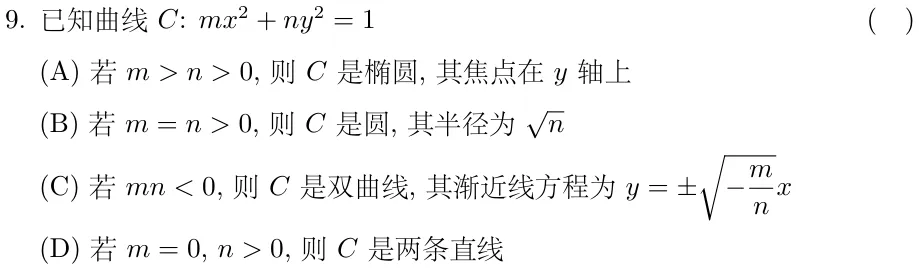 9. 已知曲线 C: mx² + ny² = 1 ( )
(A) 若 m > n > 0, 则 C 是椭圆, 其焦点在 y 轴上
(B) 若 m = n > 0, 则 C 是圆, 其半径为 √n
(C) 若 mn < 0, 则 C 是双曲线, 其渐近线方程为 y = ±√(−m/n)x
(D) 若 m = 0, n > 0, 则 C 是两条直线